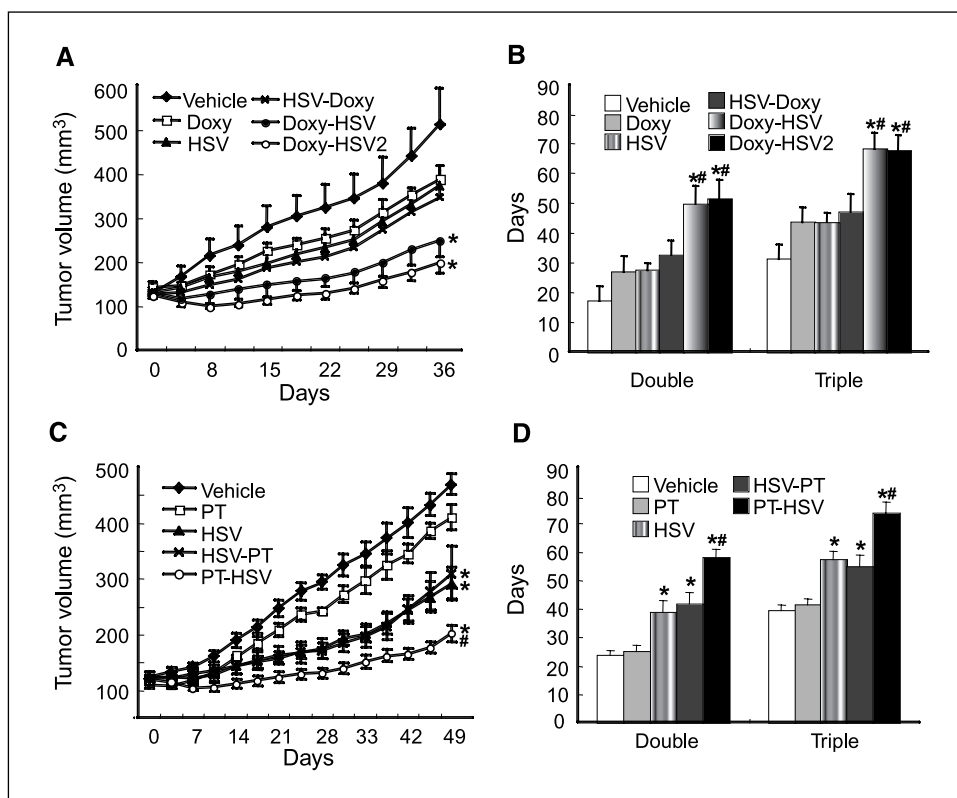 A
Tumor volume (mm³)
600
500
400
300
200
100
0
Vehicle
Doxy
HSV
HSV-Doxy
Doxy-HSV
Doxy-HSV2
*
*
0 8 15 22 29 36
Days
B
Days
90
80
70
60
50
40
30
20
10
0
Vehicle
Doxy
HSV
HSV-Doxy
Doxy-HSV
Doxy-HSV2
*# *#
*# *#
Double Triple
C
Tumor volume (mm³)
500
400
300
200
100
Vehicle
PT
HSV
HSV-PT
PT-HSV
*
*
*
#
0 7 14 21 28 33 42 49
Days
D
Days
90
80
70
60
50
40
30
20
10
0
Vehicle
PT
HSV
HSV-PT
PT-HSV
* * *#
* * *#
Double Triple